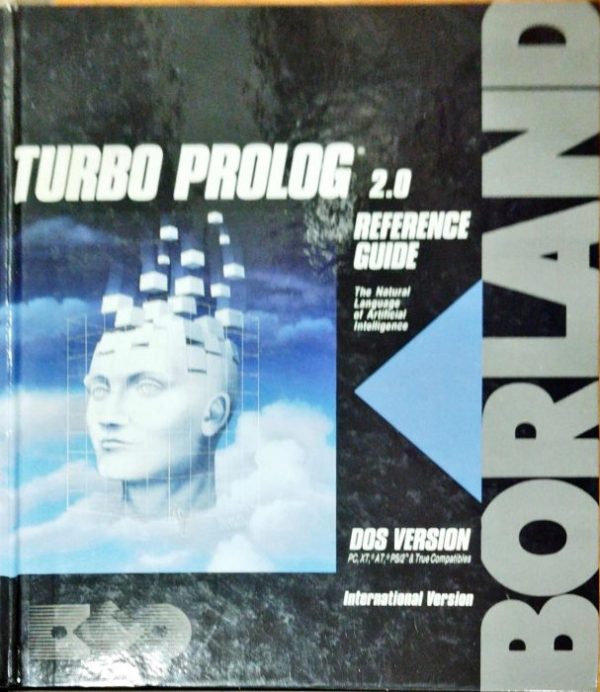 TURBO PROLOG® 2.0
REFERENCE
GUIDE
The Natural
Language
of Artificial
Intelligence
DOS VERSION
PC, XT,® AT,® PS/2™ & True Compatibles
International Version
BORLAND